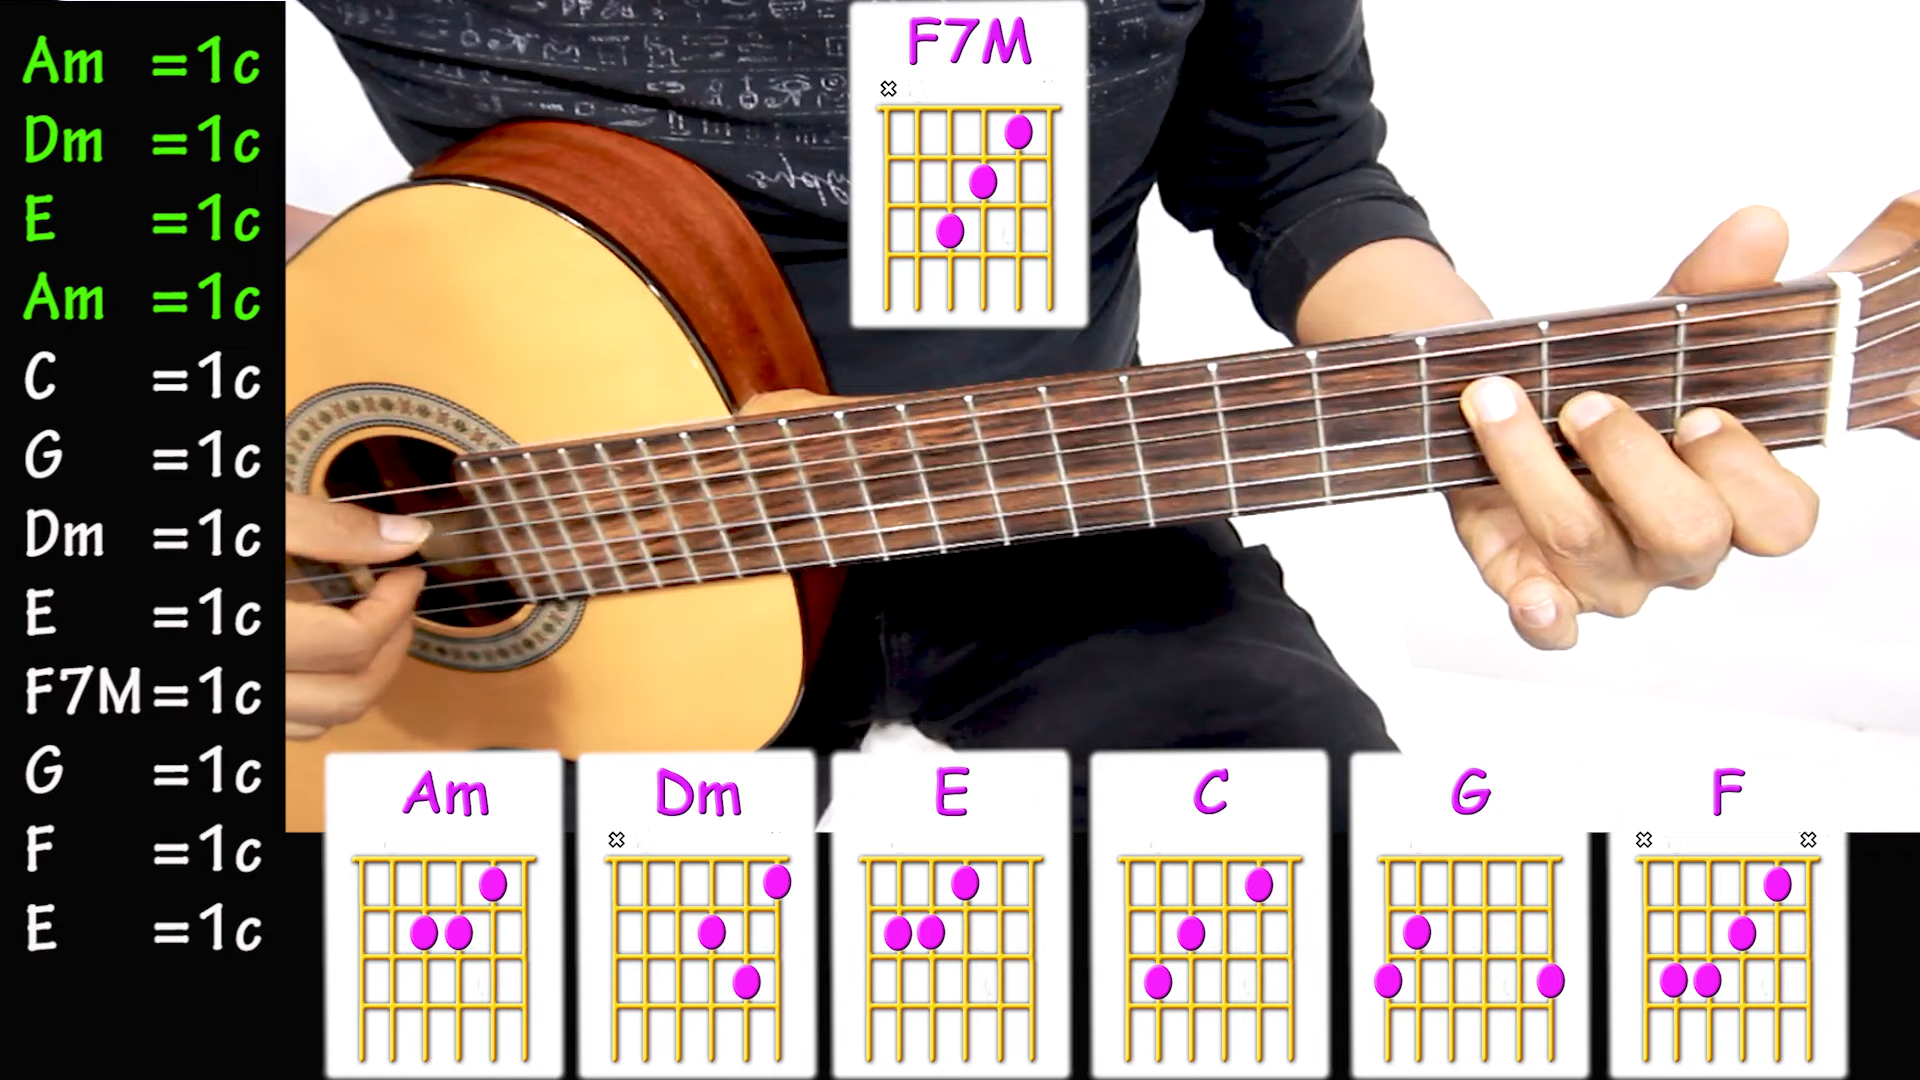 Am =1c
Dm =1c
E =1c
Am =1c
C =1c
G =1c
Dm =1c
E =1c
F7M=1c
G =1c
F =1c
E =1c
F7M
Am
Dm
E
C
G
F